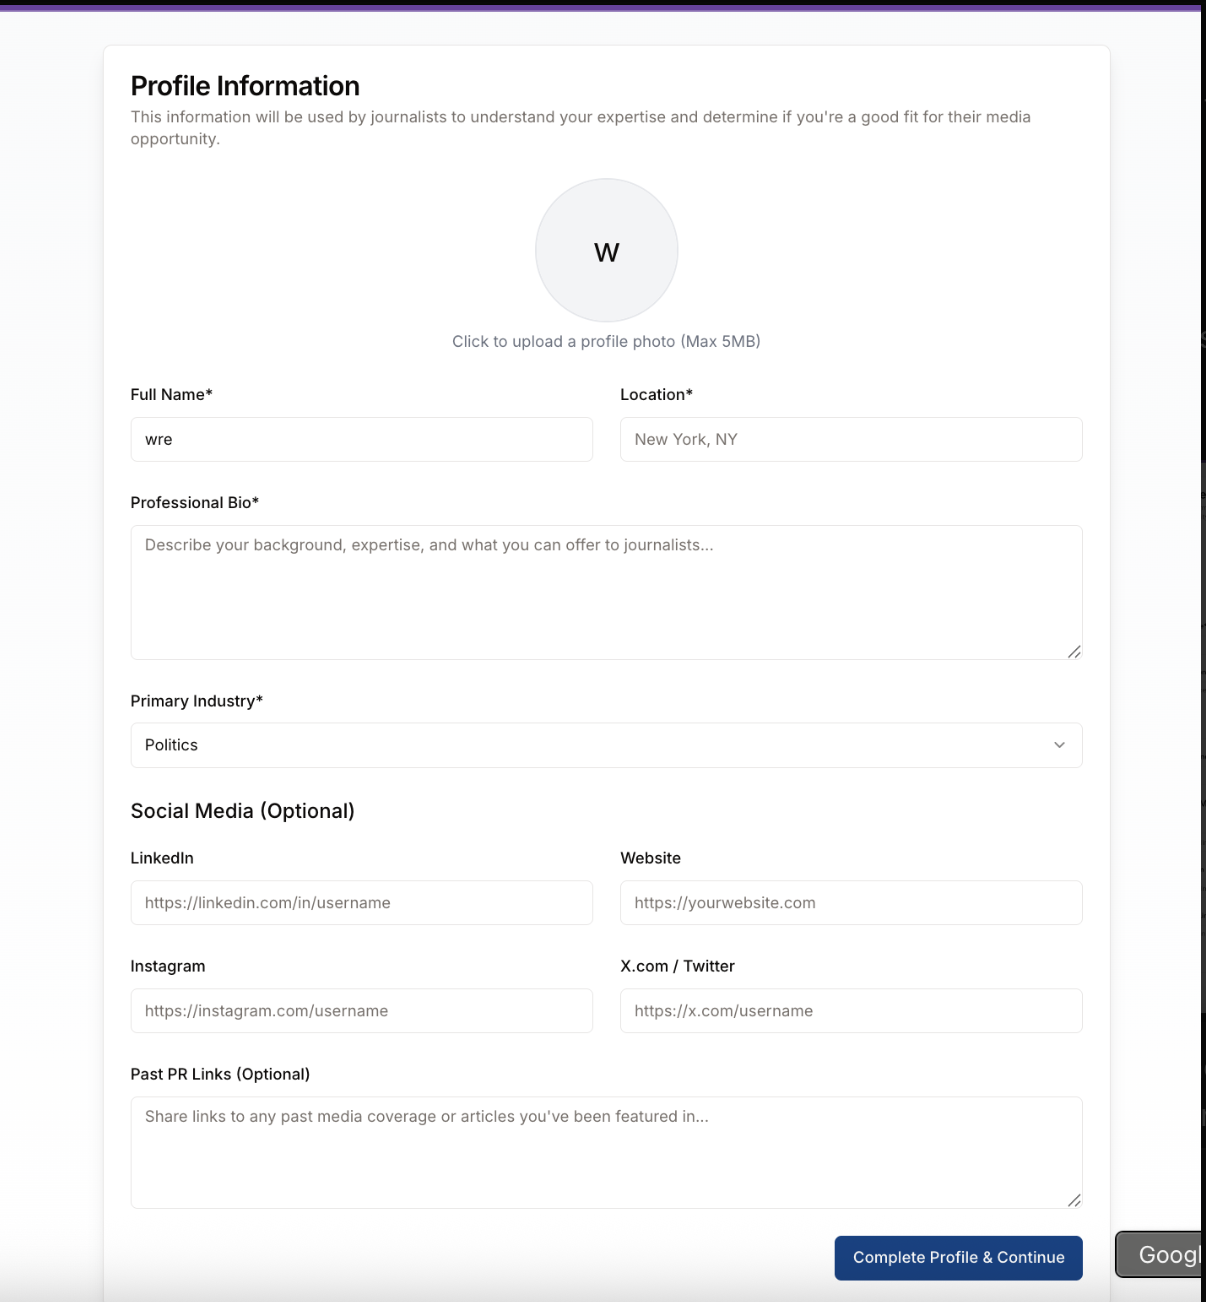 Profile Information
This information will be used by journalists to understand your expertise and determine if you're a good fit for their media
opportunity.
W
Click to upload a profile photo (Max 5MB)
Full Name*
Location*
wre
New York, NY
Professional Bio*
Describe your background, expertise, and what you can offer to journalists...
Primary Industry*
Politics
Social Media (Optional)
LinkedIn
Website
https://linkedin.com/in/username
https://yourwebsite.com
Instagram
X.com / Twitter
https://instagram.com/username
https://x.com/username
Past PR Links (Optional)
Share links to any past media coverage or articles you've been featured in...
Complete Profile & Continue